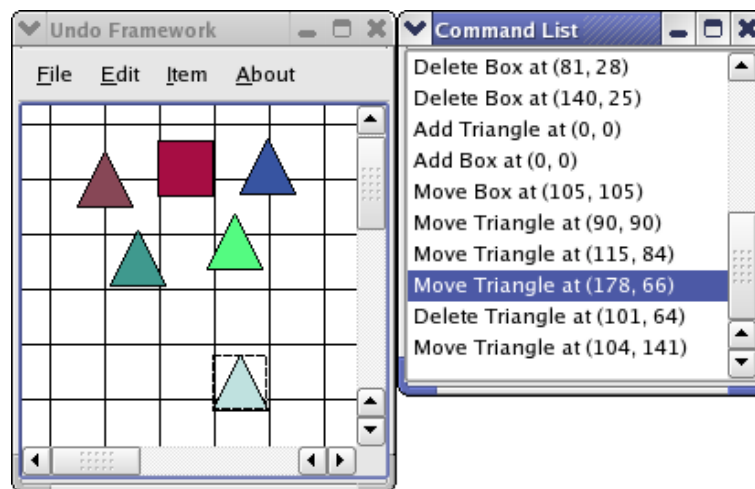 Undo Framework
File Edit Item About
Command List
Delete Box at (81, 28)
Delete Box at (140, 25)
Add Triangle at (0, 0)
Add Box at (0, 0)
Move Box at (105, 105)
Move Triangle at (90, 90)
Move Triangle at (115, 84)
Move Triangle at (178, 66)
Delete Triangle at (101, 64)
Move Triangle at (104, 141)